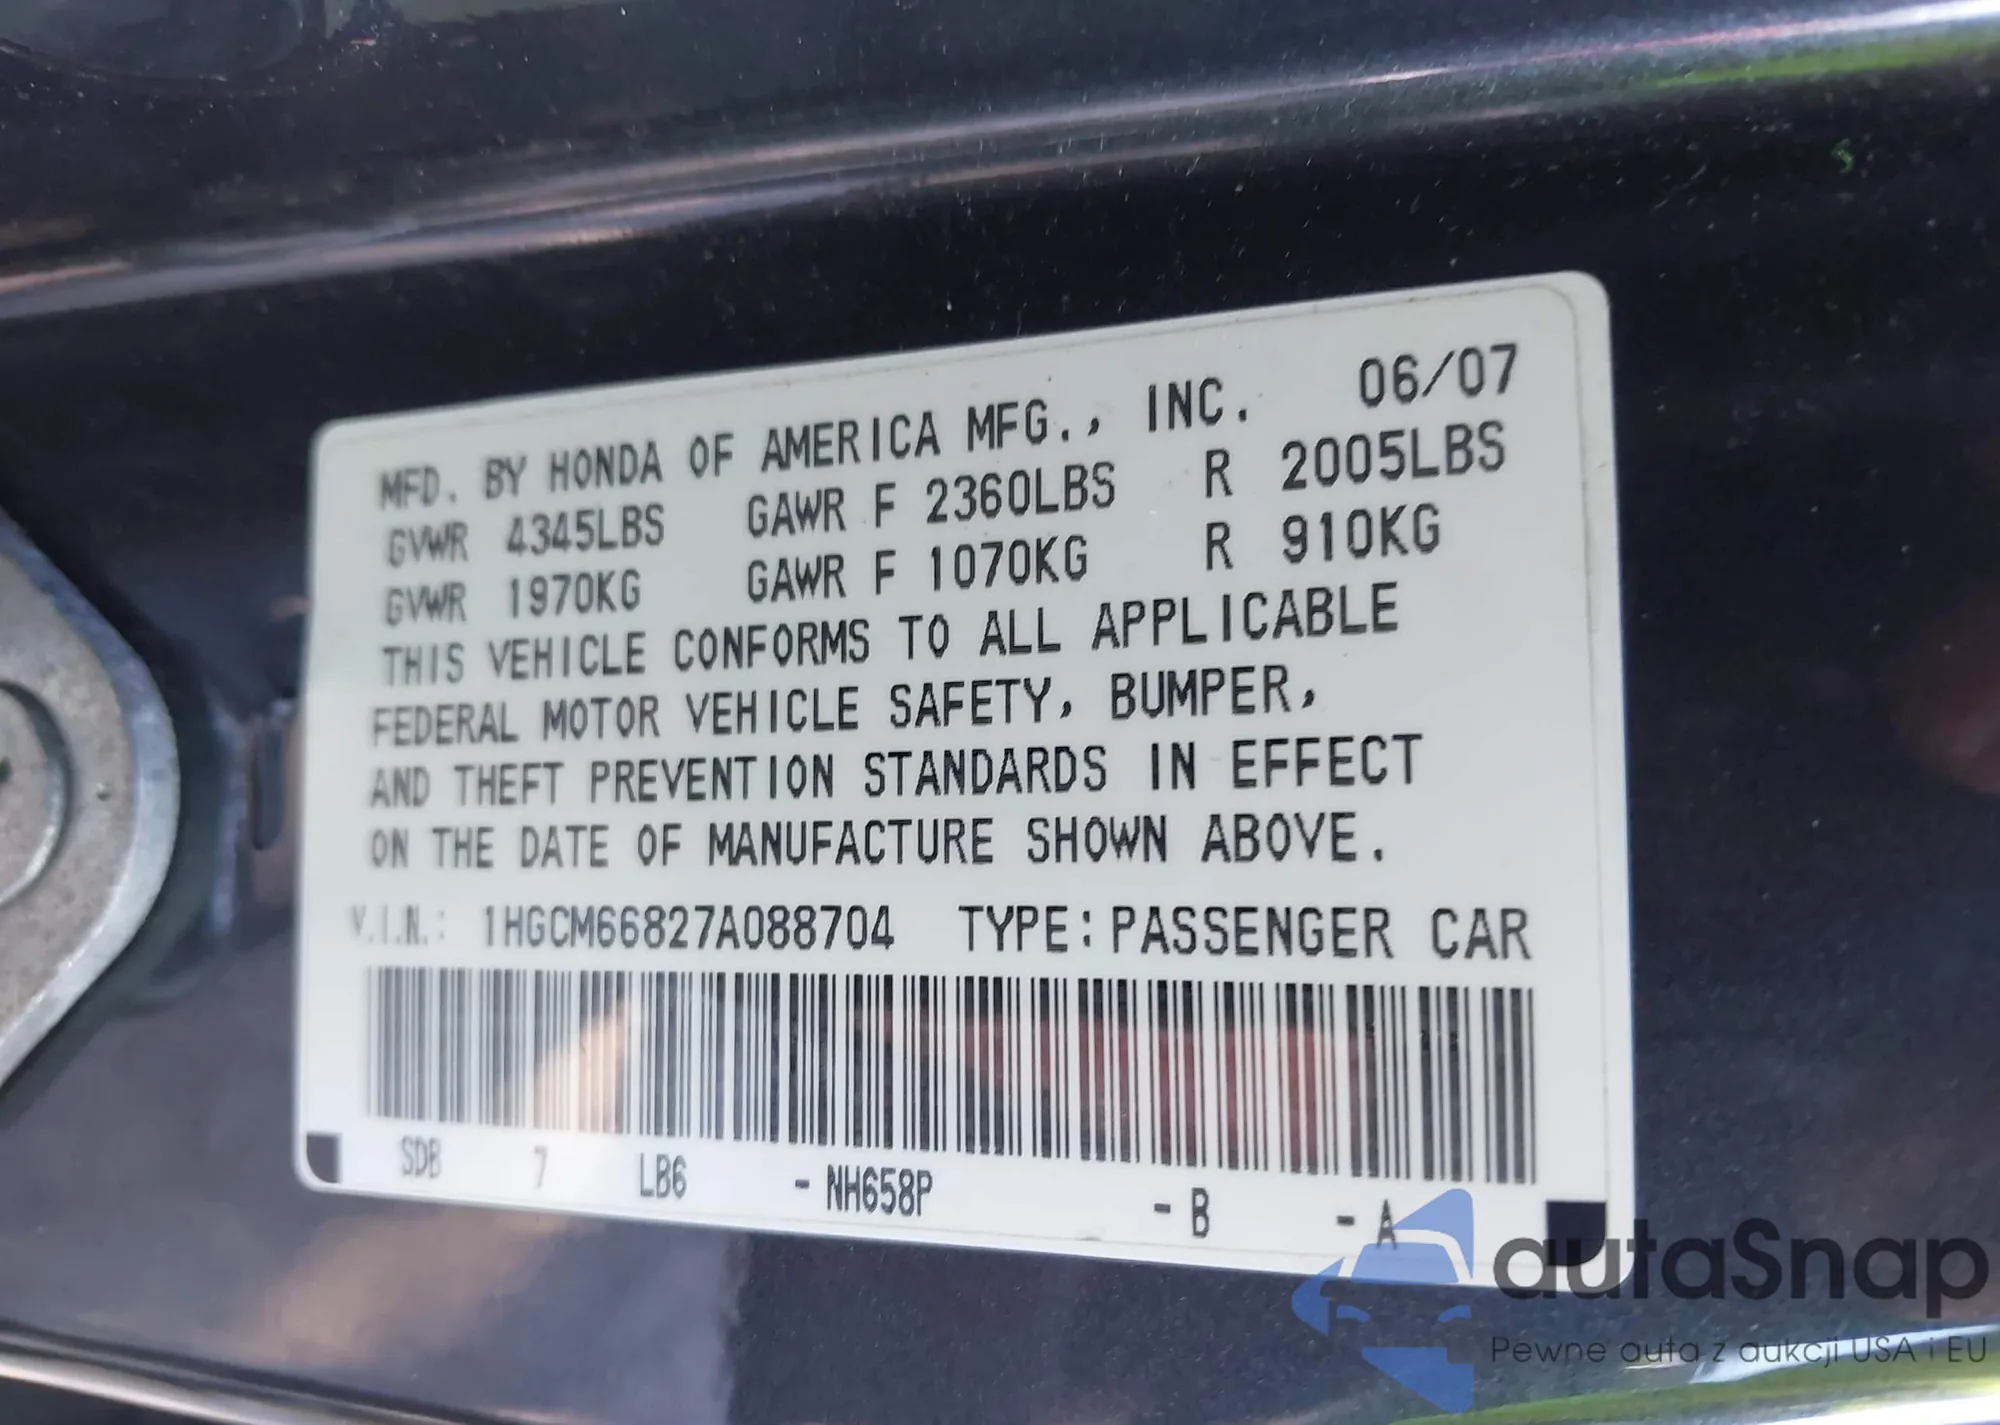 MFD. BY HONDA OF AMERICA MFG., INC. 06/07
GVWR 4345LBS GAWR F 2360LBS R 2005LBS
GVWR 1970KG GAWR F 1070KG R 910KG
THIS VEHICLE CONFORMS TO ALL APPLICABLE
FEDERAL MOTOR VEHICLE SAFETY, BUMPER,
AND THEFT PREVENTION STANDARDS IN EFFECT
ON THE DATE OF MANUFACTURE SHOWN ABOVE.
V.I.N.: 1HGCM66827A088704 TYPE: PASSENGER CAR
SDB 7 LB6 - NH658P - B - A
autaSnap
Pewne auta z aukcji USA i EU